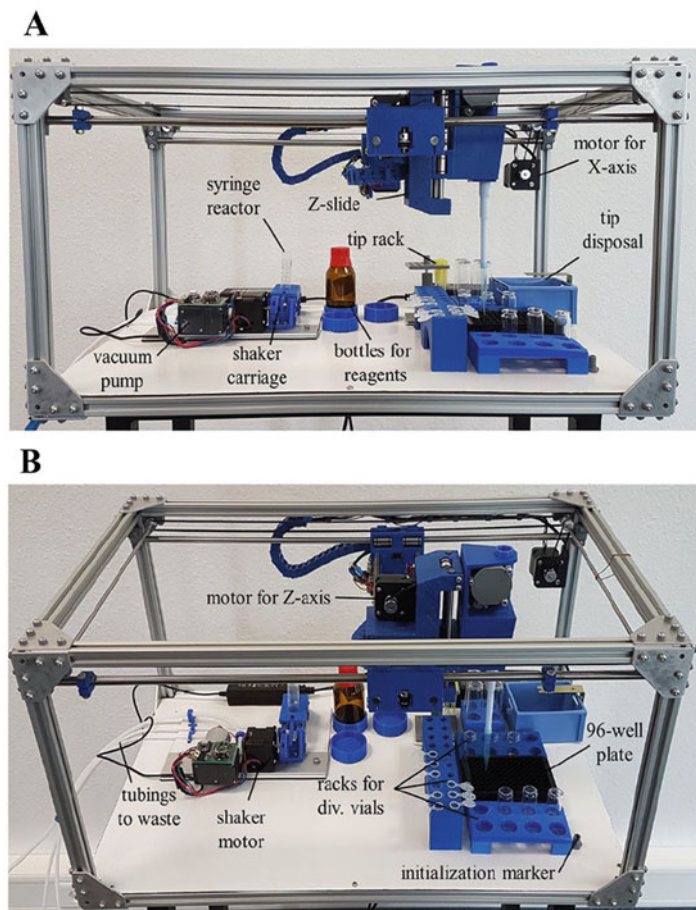 A
motor for
X-axis
syringe
reactor
Z-slide
tip rack
tip
disposal
vacuum
pump
shaker
carriage
bottles for
reagents
B
motor for Z-axis
96-well
plate
racks for
div. vials
tubings
to waste
shaker
motor
initialization marker